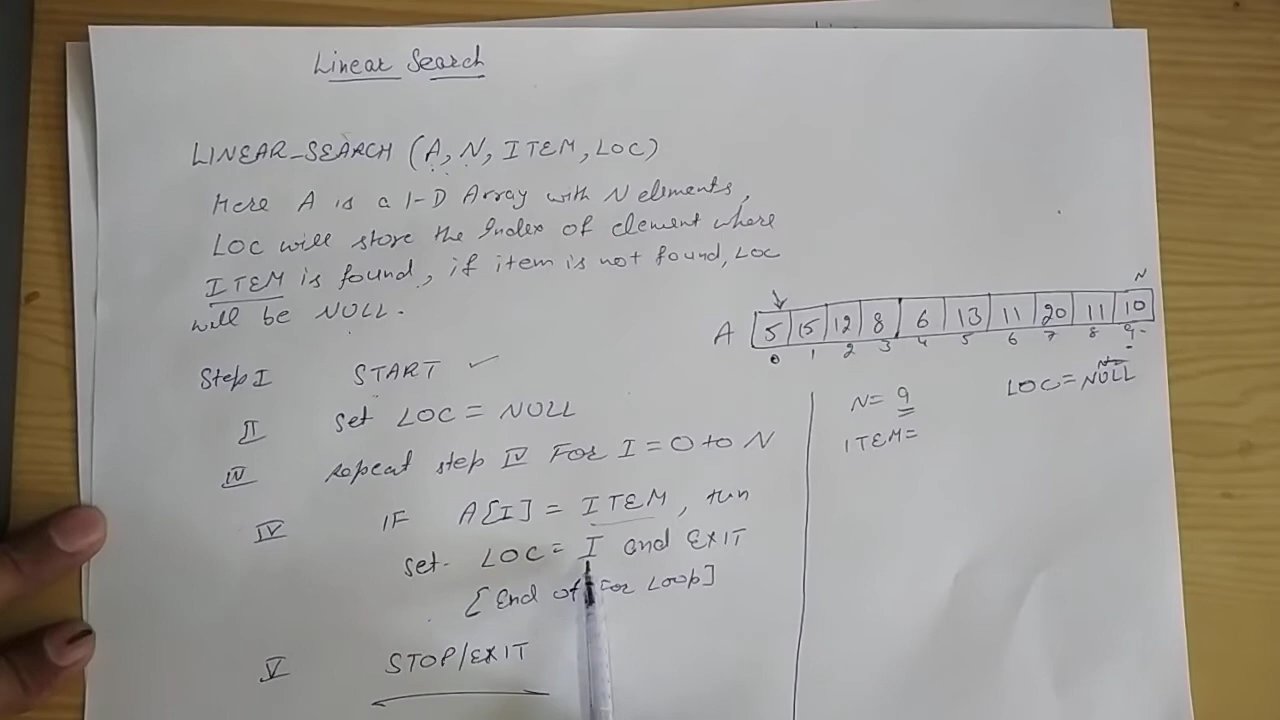 Linear Search
LINEAR-SEARCH (A, N, ITEM, LOC)
Here A is a 1-D Array with N elements,
LOC will store the Index of element where
ITEM is found, if item is not found, LOC
will be NULL.
Step I START ✓
II Set LOC = NULL
IV Repeat step IV For I = 0 to N
IV IF A[I] = ITEM, then
Set LOC = I and EXIT
[End of For Loop]
V STOP/EXIT
N
A 5 15 12 8 6 13 11 20 11 10
0 1 2 3 4 5 6 7 8 9
N = 9 LOC = NULL
ITEM =